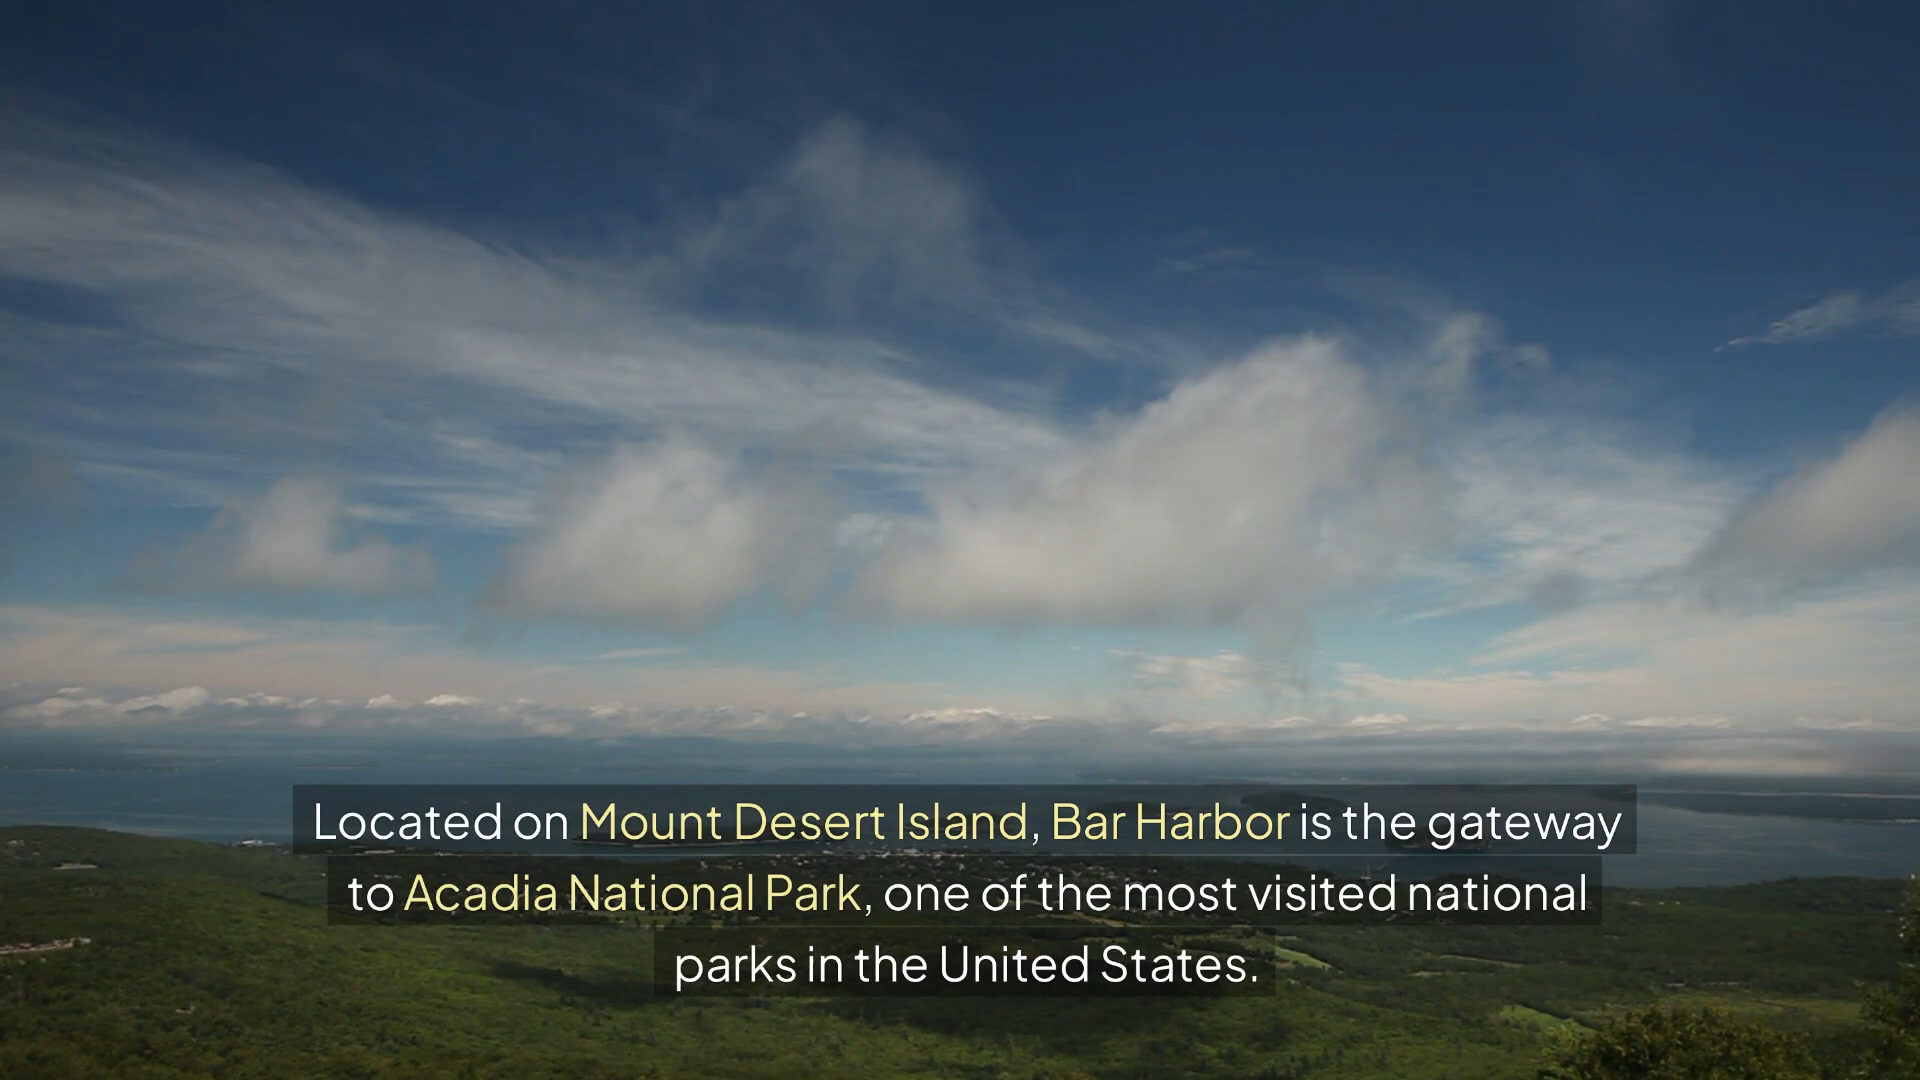 Located on Mount Desert Island, Bar Harbor is the gateway
to Acadia National Park, one of the most visited national
parks in the United States.